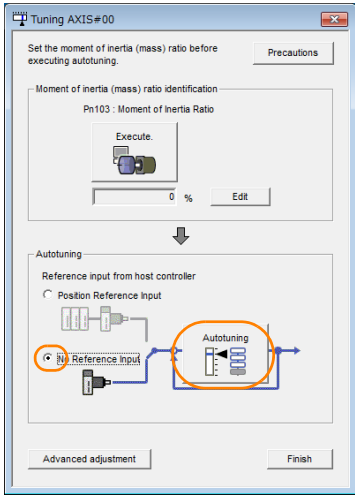 Tuning AXIS#00
Set the moment of inertia (mass) ratio before
executing autotuning.
Precautions
Moment of inertia (mass) ratio identification
Pn103 : Moment of Inertia Ratio
Execute.
0 %
Edit
Autotuning
Reference input from host controller
Position Reference Input
No Reference Input
Autotuning
Advanced adjustment
Finish